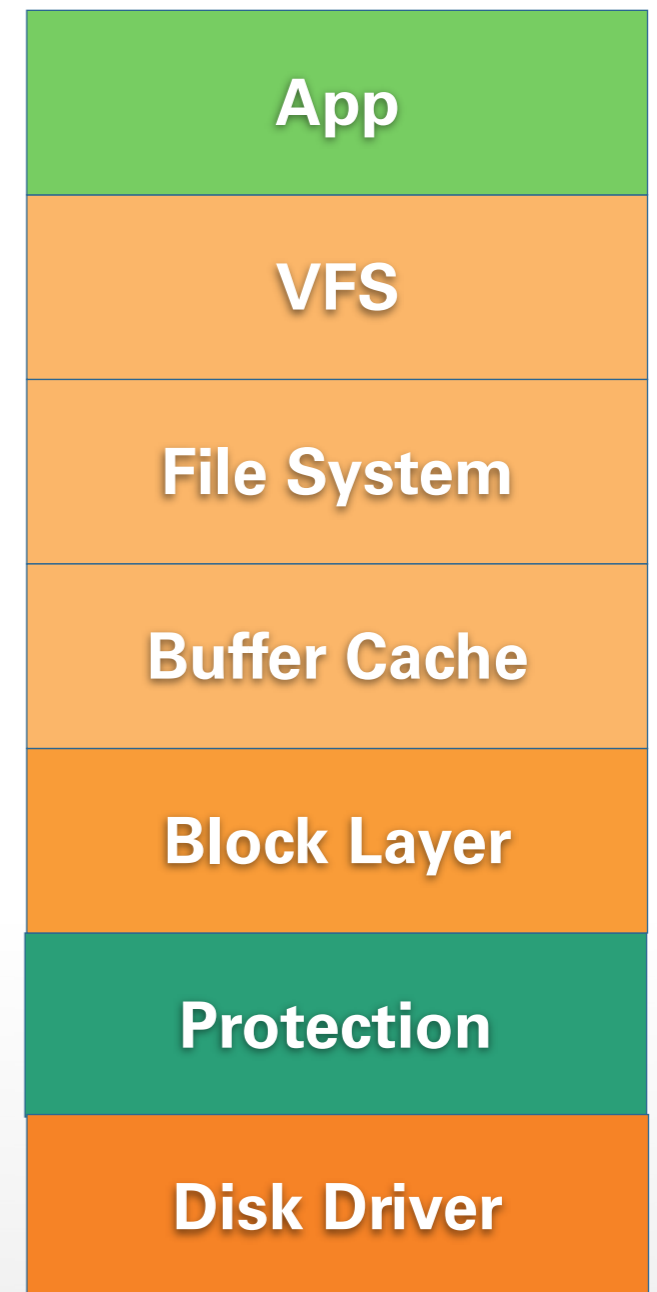 App
VFS
File System
Buffer Cache
Block Layer
Protection
Disk Driver